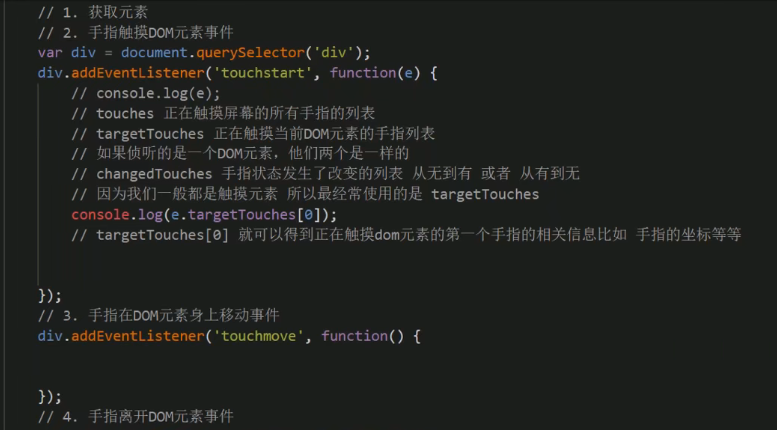 // 1. 获取元素
// 2. 手指触摸DOM元素事件
var div = document.querySelector('div');
div.addEventListener('touchstart', function(e) {
// console.log(e);
// touches 正在触摸屏幕的所有手指的列表
// targetTouches 正在触摸当前DOM元素的手指列表
// 如果侦听的是一个DOM元素，他们两个是一样的
// changedTouches 手指状态发生了改变的列表 从无到有 或者 从有到无
// 因为我们一般都是触摸元素 所以最经常使用的是 targetTouches
console.log(e.targetTouches[0]);
// targetTouches[0] 就可以得到正在触摸dom元素的第一个手指的相关信息比如 手指的坐标等等
});
// 3. 手指在DOM元素身上移动事件
div.addEventListener('touchmove', function() {
});
// 4. 手指离开DOM元素事件